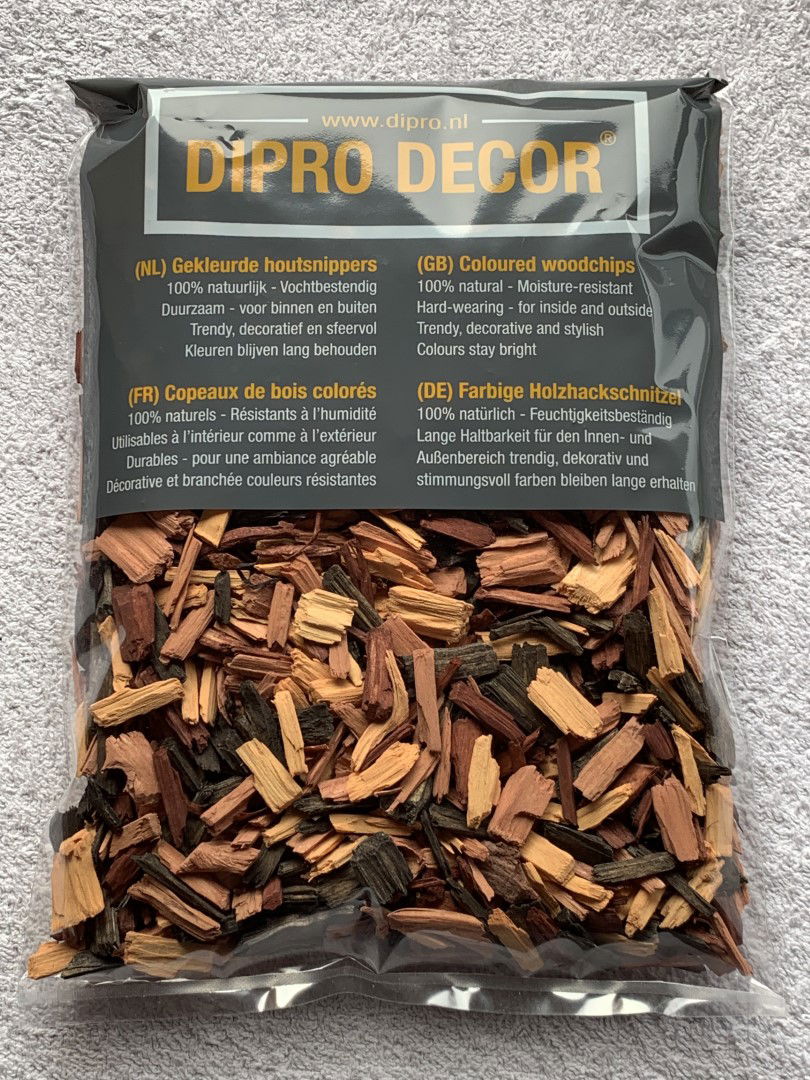 www.dipro.nl
DIPRO DECOR®
(NL) Gekleurde houtsnippers
100% natuurlijk - Vochtbestendig
Duurzaam - voor binnen en buiten
Trendy, decoratief en sfeervol
Kleuren blijven lang behouden
(GB) Coloured woodchips
100% natural - Moisture-resistant
Hard-wearing - for inside and outside
Trendy, decorative and stylish
Colours stay bright
(FR) Copeaux de bois colorés
100% naturels - Résistants à l'humidité
Utilisables à l'intérieur comme à l'extérieur
Durables - pour une ambiance agréable
Décorative et branchée couleurs résistantes
(DE) Farbige Holzhackschnitzel
100% natürlich - Feuchtigkeitsbeständig
Lange Haltbarkeit für den Innen- und
Außenbereich trendig, dekorativ und
stimmungsvoll farben bleiben lange erhalten